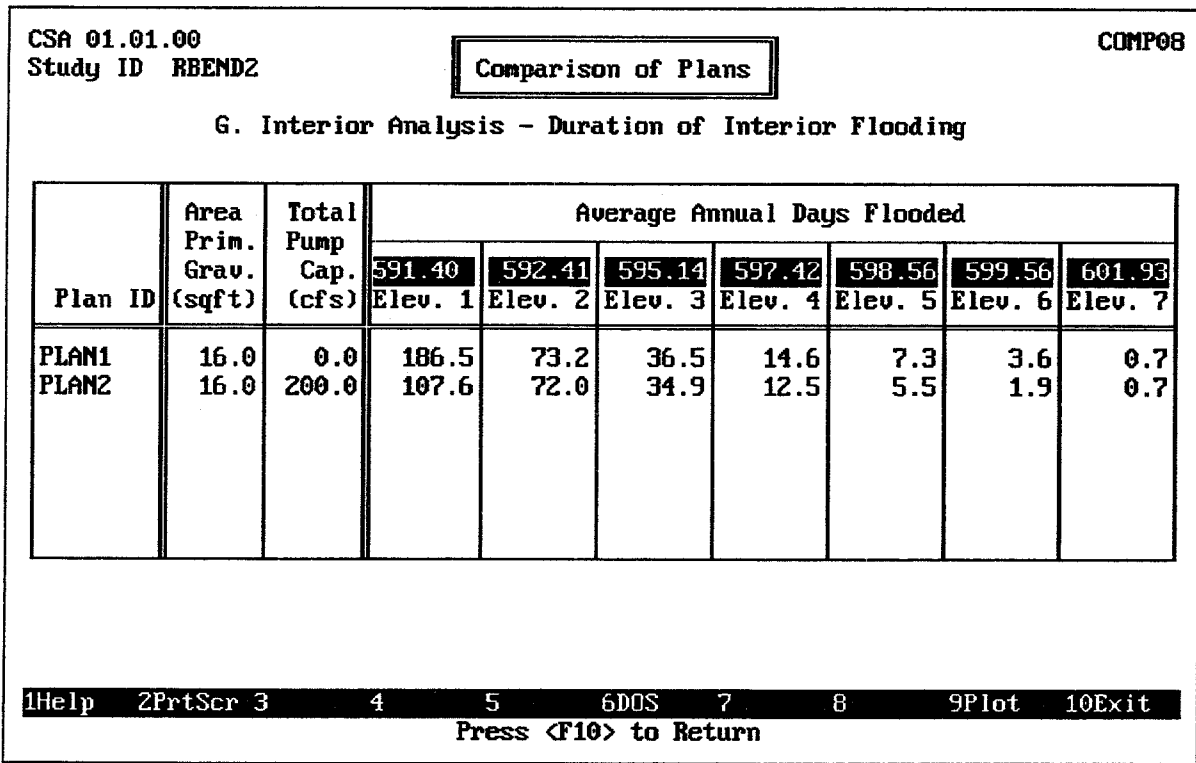 CSA 01.01.00 COMP08
Study ID RBEND2 Comparison of Plans
G. Interior Analysis - Duration of Interior Flooding
Area Total Average Annual Days Flooded
Prim. Pump
Grav. Cap. 591.40 592.41 595.14 597.42 598.56 599.56 601.93
Plan ID (sqft) (cfs) Elev. 1 Elev. 2 Elev. 3 Elev. 4 Elev. 5 Elev. 6 Elev. 7
PLAN1 16.0 0.0 186.5 73.2 36.5 14.6 7.3 3.6 0.7
PLAN2 16.0 200.0 107.6 72.0 34.9 12.5 5.5 1.9 0.7
1Help 2PrtScr 3 4 5 6DOS 7 8 9Plot 10Exit
Press <F10> to Return